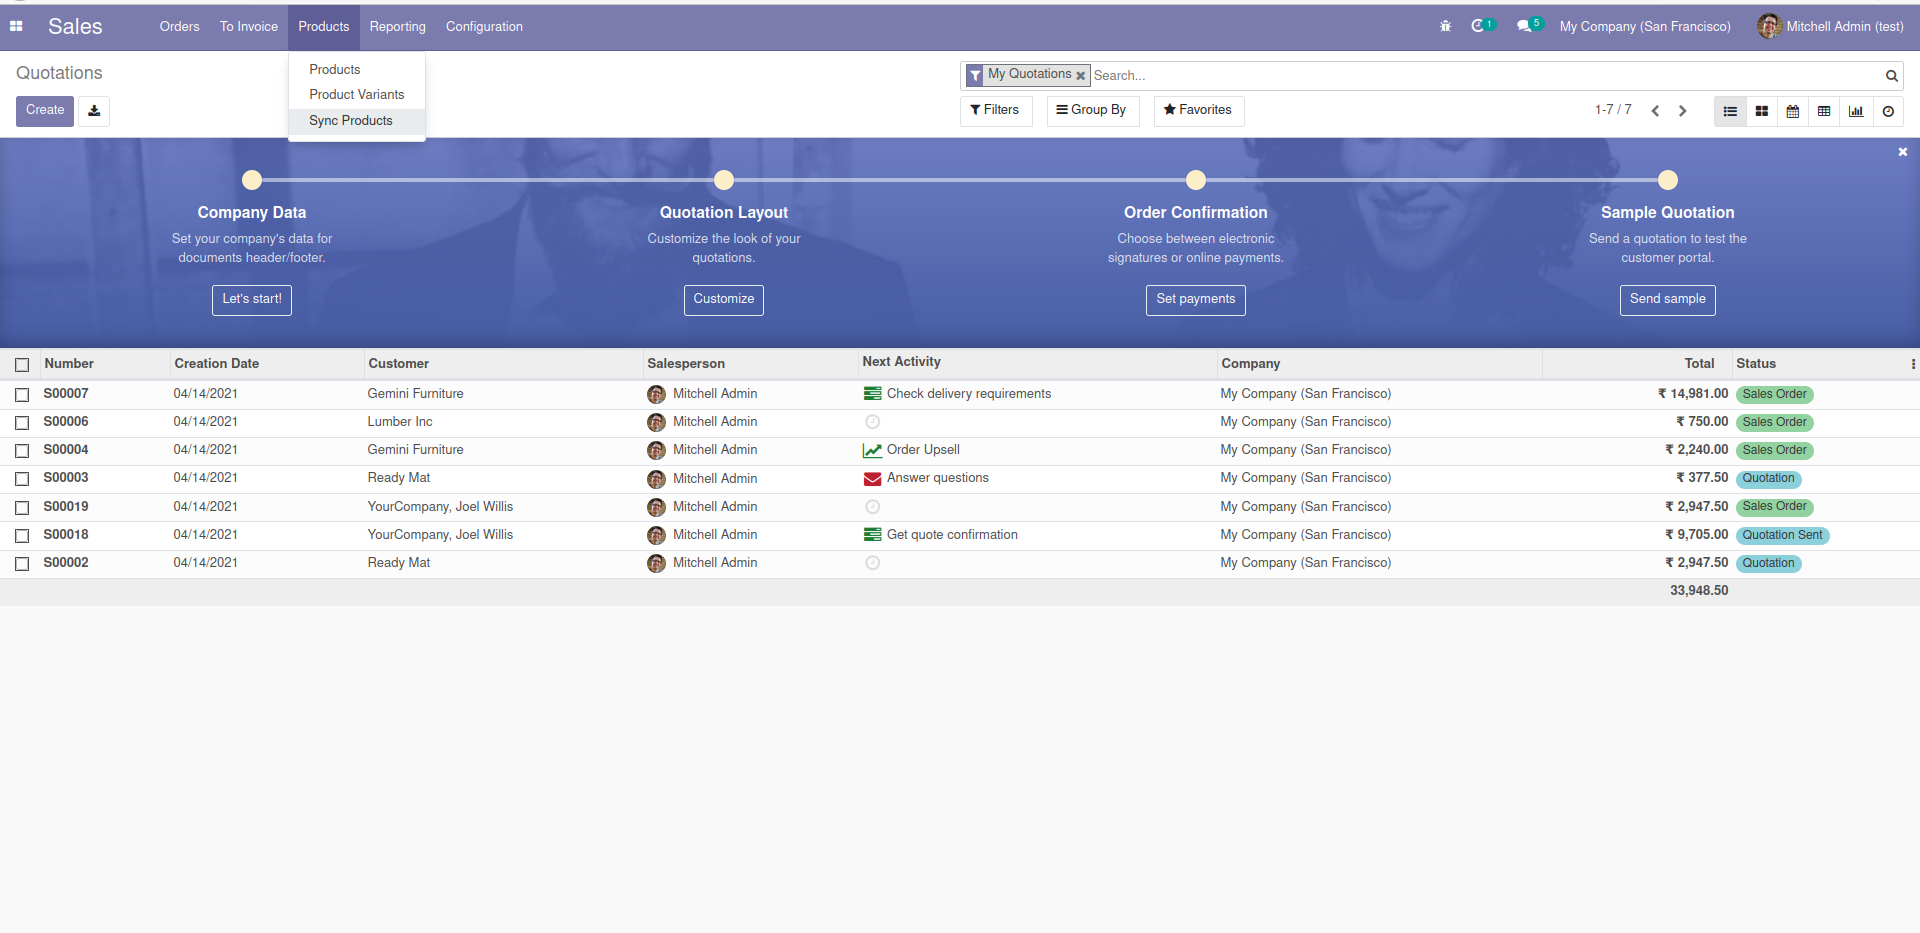 Sales Orders To Invoice Products Reporting Configuration 1 5 My Company (San Francisco) Mitchell Admin (test)
Products
Product Variants
Sync Products
Quotations
My Quotations Search...
Create Filters Group By Favorites 1-7 / 7
Company Data
Set your company's data for
documents header/footer.
Let's start!
Quotation Layout
Customize the look of your
quotations.
Customize
Order Confirmation
Choose between electronic
signatures or online payments.
Set payments
Sample Quotation
Send a quotation to test the
customer portal.
Send sample
Number Creation Date Customer Salesperson Next Activity Company Total Status
S00007 04/14/2021 Gemini Furniture Mitchell Admin Check delivery requirements My Company (San Francisco) ₹ 14,981.00 Sales Order
S00006 04/14/2021 Lumber Inc Mitchell Admin My Company (San Francisco) ₹ 750.00 Sales Order
S00004 04/14/2021 Gemini Furniture Mitchell Admin Order Upsell My Company (San Francisco) ₹ 2,240.00 Sales Order
S00003 04/14/2021 Ready Mat Mitchell Admin Answer questions My Company (San Francisco) ₹ 377.50 Quotation
S00019 04/14/2021 YourCompany, Joel Willis Mitchell Admin My Company (San Francisco) ₹ 2,947.50 Sales Order
S00018 04/14/2021 YourCompany, Joel Willis Mitchell Admin Get quote confirmation My Company (San Francisco) ₹ 9,705.00 Quotation Sent
S00002 04/14/2021 Ready Mat Mitchell Admin My Company (San Francisco) ₹ 2,947.50 Quotation
33,948.50